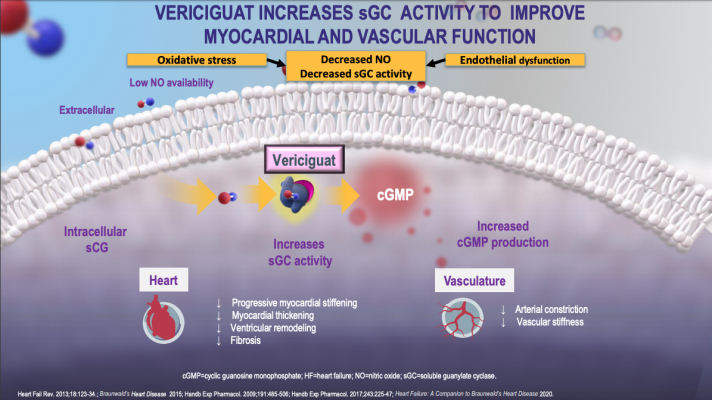 VERICIGUAT INCREASES sGC ACTIVITY TO IMPROVE
MYOCARDIAL AND VASCULAR FUNCTION
Oxidative stress
Decreased NO
Decreased sGC activity
Endothelial dysfunction
Low NO availability
Extracellular
Vericiguat
cGMP
Intracellular
sCG
Increases
sGC activity
Increased
cGMP production
Heart
↓ Progressive myocardial stiffening
↓ Myocardial thickening
↓ Ventricular remodeling
↓ Fibrosis
Vasculature
↓ Arterial constriction
↓ Vascular stiffness
cGMP=cyclic guanosine monophosphate; HF=heart failure; NO=nitric oxide; sGC=soluble guanylate cyclase.
Heart Fail Rev. 2013;18:123-34.; Braunwald's Heart Disease 2015; Handb Exp Pharmacol. 2009;191:485-506; Handb Exp Pharmacol. 2017;243:225-47; Heart Failure: A Companion to Braunwald's Heart Disease 2020.